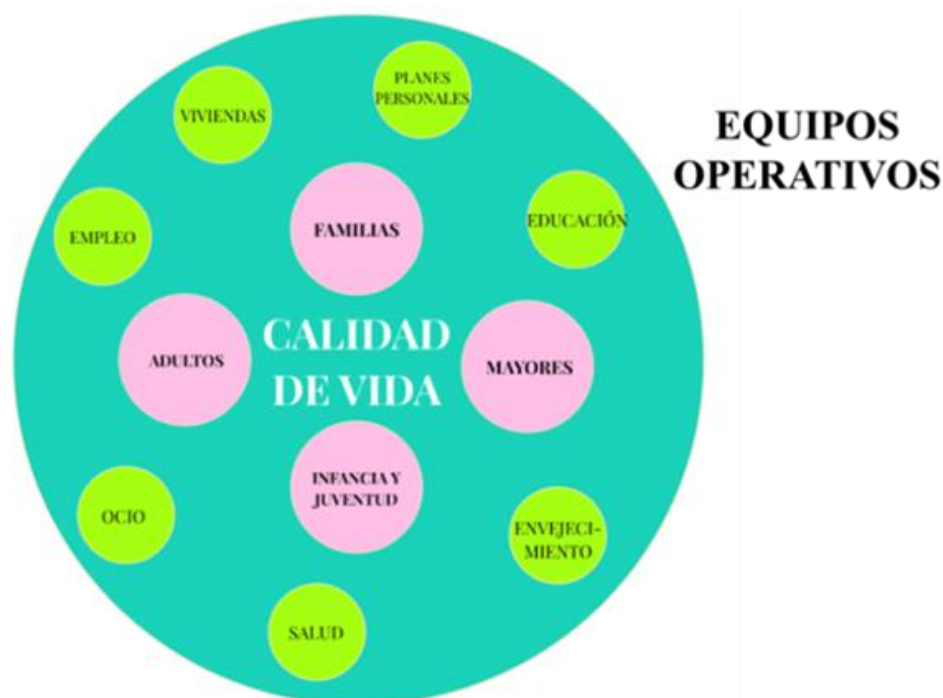 PLANES
PERSONALES
VIVIENDAS
EQUIPOS
OPERATIVOS
EDUCACIÓN
FAMILIAS
EMPLEO
CALIDAD
DE VIDA
ADULTOS
MAYORES
INFANCIA Y
JUVENTUD
OCIO
ENVEJECI-
MIENTO
SALUD